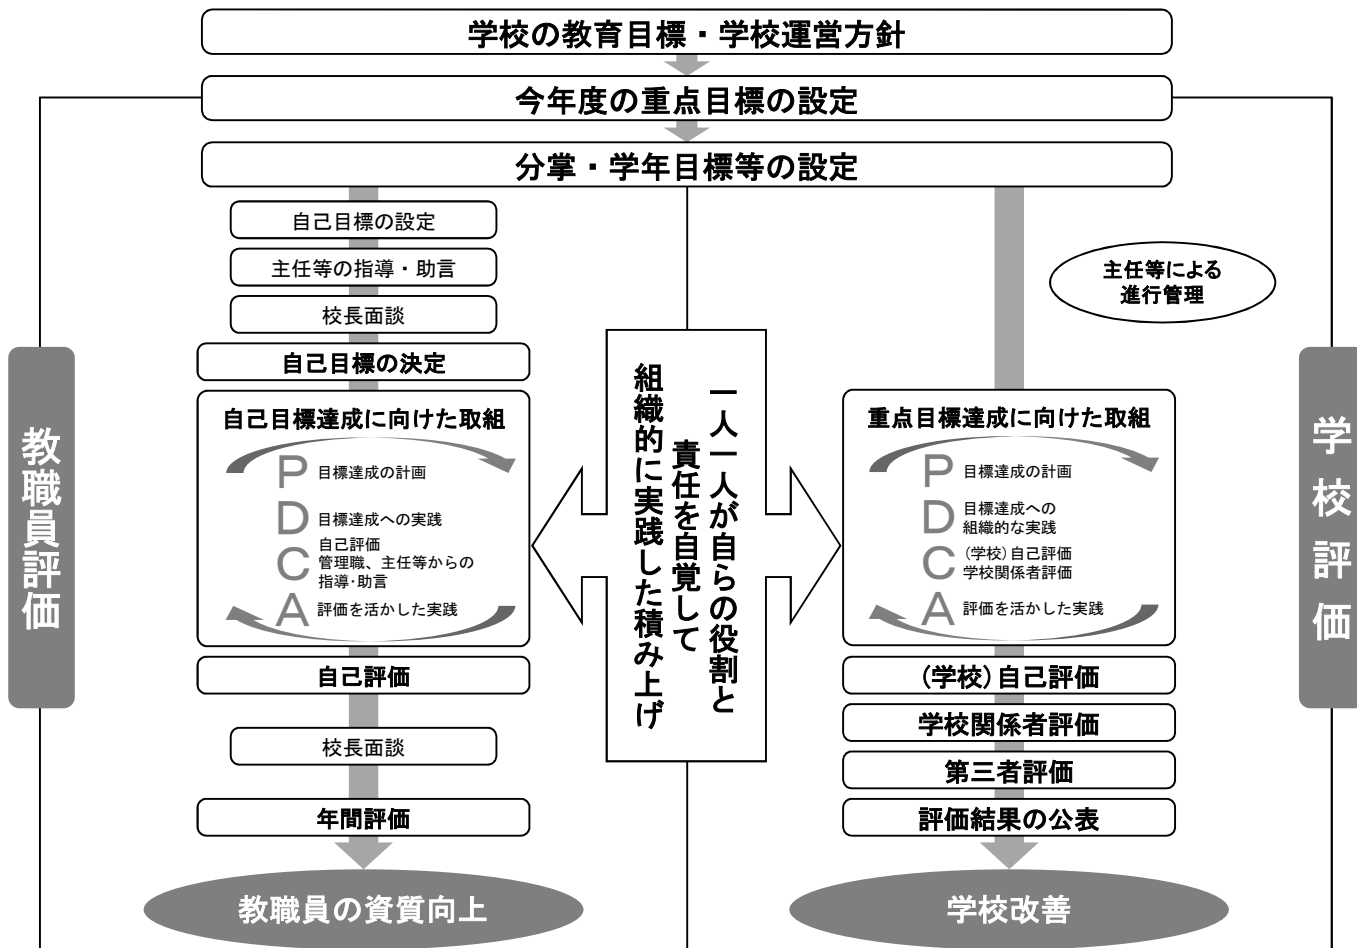 学校の教育目標・学校運営方針
今年度の重点目標の設定
分掌・学年目標等の設定
教職員評価
自己目標の設定
主任等の指導・助言
校長面談
自己目標の決定
自己目標達成に向けた取組
P 目標達成の計画
D 目標達成への実践
C 自己評価
管理職、主任等からの
指導・助言
A 評価を活かした実践
自己評価
校長面談
年間評価
教職員の資質向上
一人一人が自らの役割と
責任を自覚して
組織的に実践した積み上げ
主任等による
進行管理
重点目標達成に向けた取組
P 目標達成の計画
D 目標達成への
組織的な実践
C (学校)自己評価
学校関係者評価
A 評価を活かした実践
(学校)自己評価
学校関係者評価
第三者評価
評価結果の公表
学校改善
学校評価